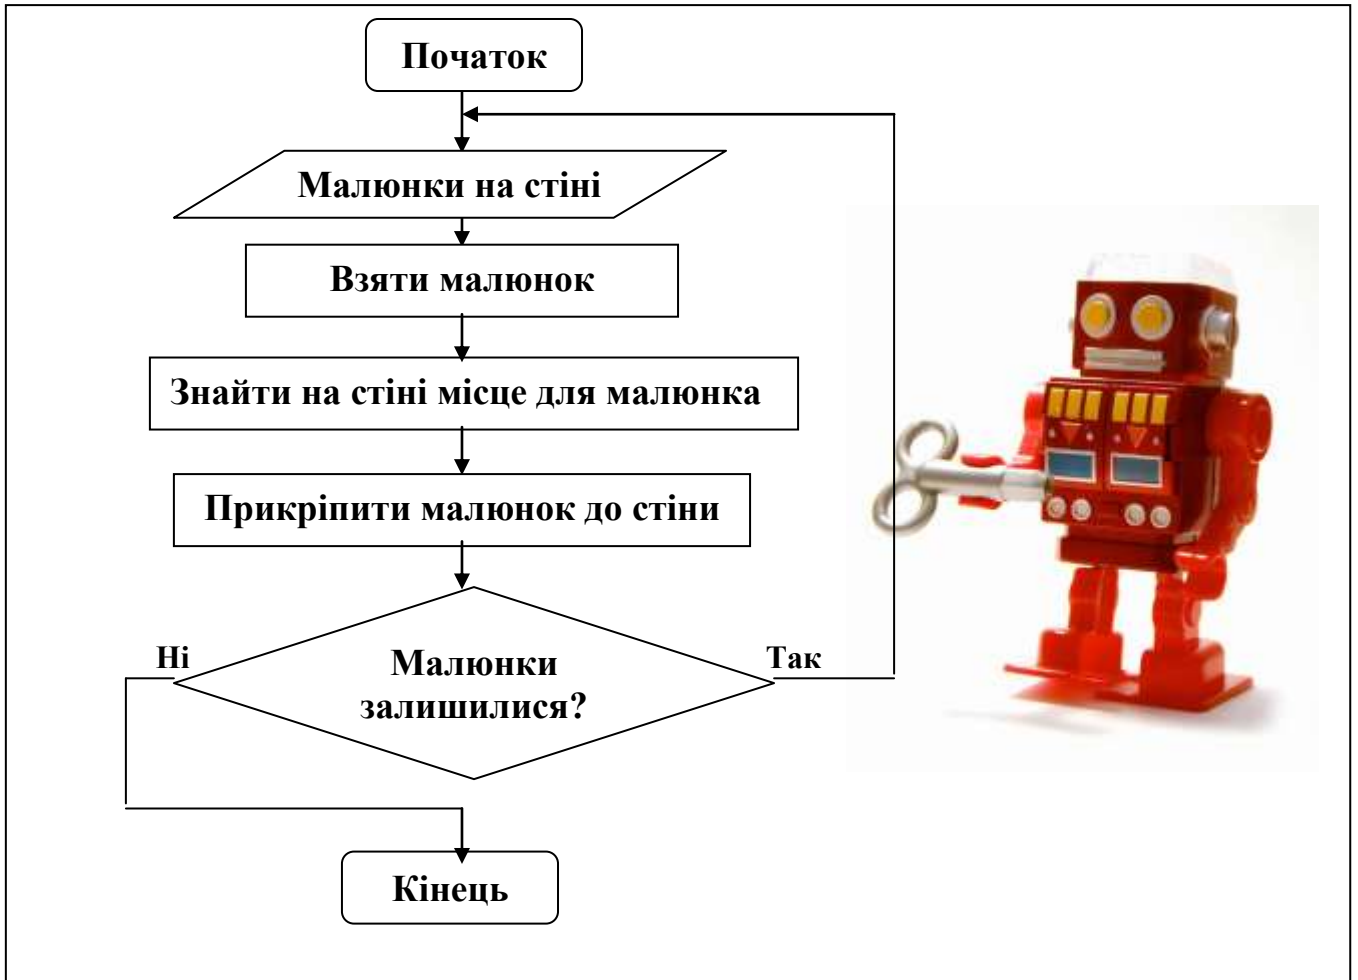 Початок
Малюнки на стіні
Взяти малюнок
Знайти на стіні місце для малюнка
Прикріпити малюнок до стіни
Ні
Малюнки
залишилися?
Так
Кінець